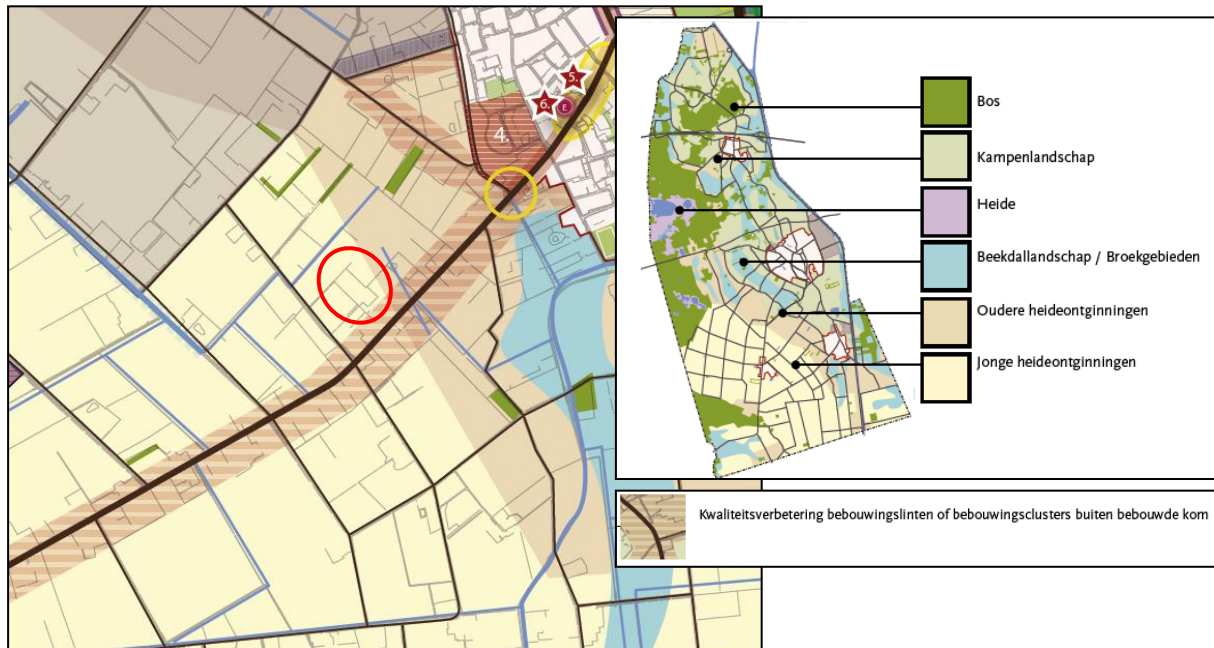 5.
6.
E
4.
Bos
Kampenlandschap
Heide
Beekdallandschap / Broekgebieden
Oudere heideontginningen
Jonge heideontginningen
Kwaliteitsverbetering bebouwingslinten of bebouwingsclusters buiten bebouwde kom